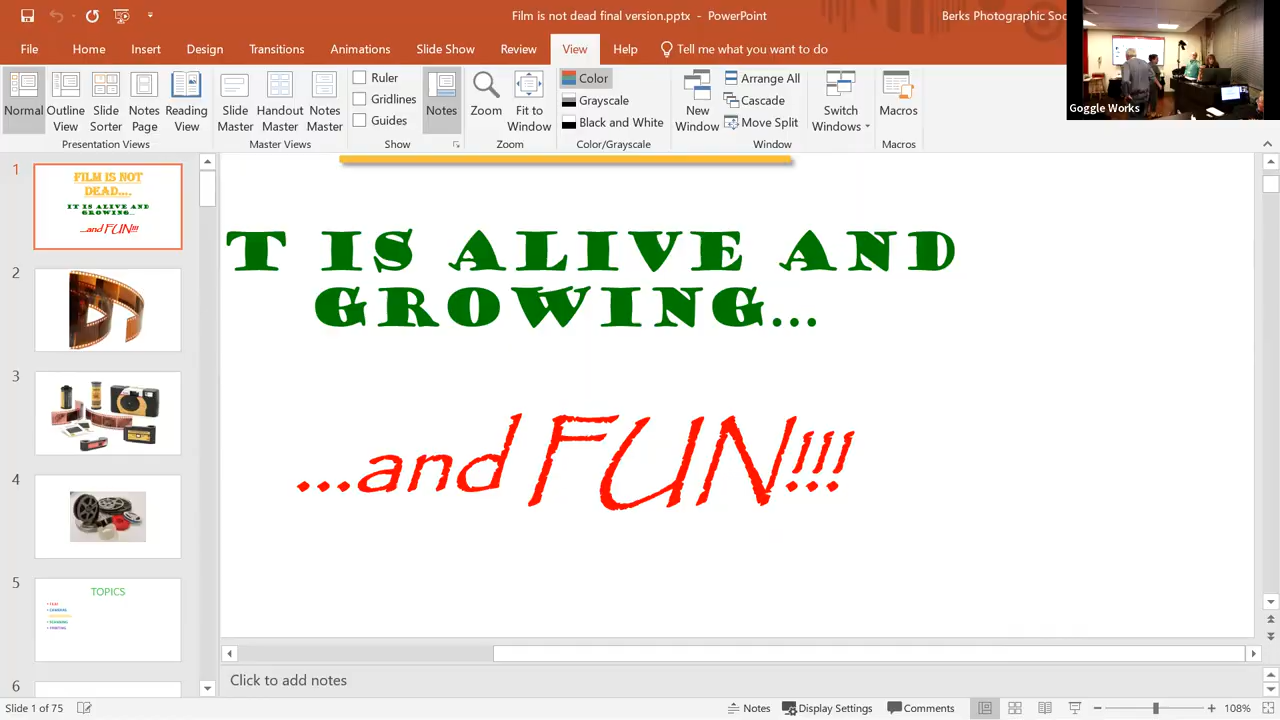 Film is not dead final version.pptx - PowerPoint
Berks Photographic Soc
File Home Insert Design Transitions Animations Slide Show Review View Help Tell me what you want to do
Normal
Outline View
Slide Sorter
Notes Page
Reading View
Presentation Views
Slide Master
Handout Master
Notes Master
Master Views
Ruler
Gridlines
Guides
Show
Notes
Zoom
Fit to Window
Zoom
Color
Grayscale
Black and White
Color/Grayscale
New Window
Arrange All
Cascade
Move Split
Switch Windows
Window
Macros
Macros
Goggle Works
1
FILM IS NOT
DEAD....
IT IS ALIVE AND
GROWING...
...and FUN!!!
2
3
4
5
TOPICS
6
T IS ALIVE AND
GROWING...
...and FUN!!!
Click to add notes
Slide 1 of 75
Notes Display Settings Comments 108%